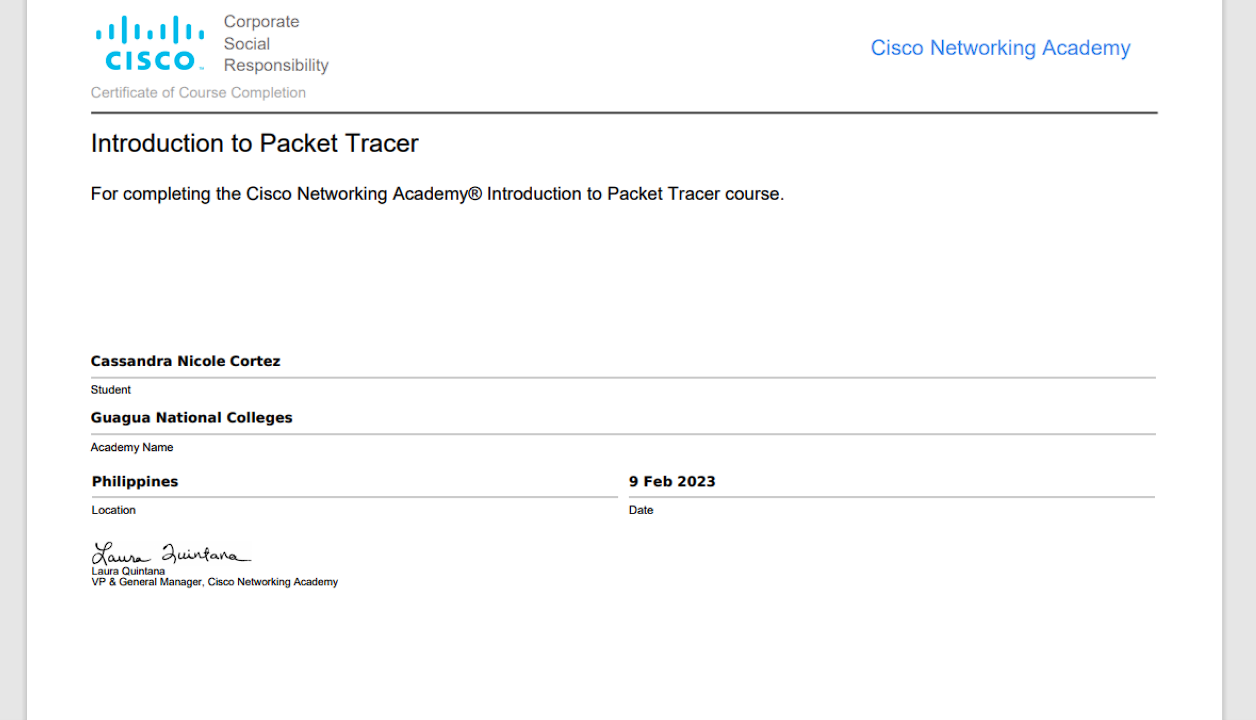 Corporate
Social
Responsibility
CISCO™
Cisco Networking Academy
Certificate of Course Completion
Introduction to Packet Tracer
For completing the Cisco Networking Academy® Introduction to Packet Tracer course.
Cassandra Nicole Cortez
Student
Guagua National Colleges
Academy Name
Philippines
9 Feb 2023
Location
Date
Laura Quintana
Laura Quintana
VP & General Manager, Cisco Networking Academy